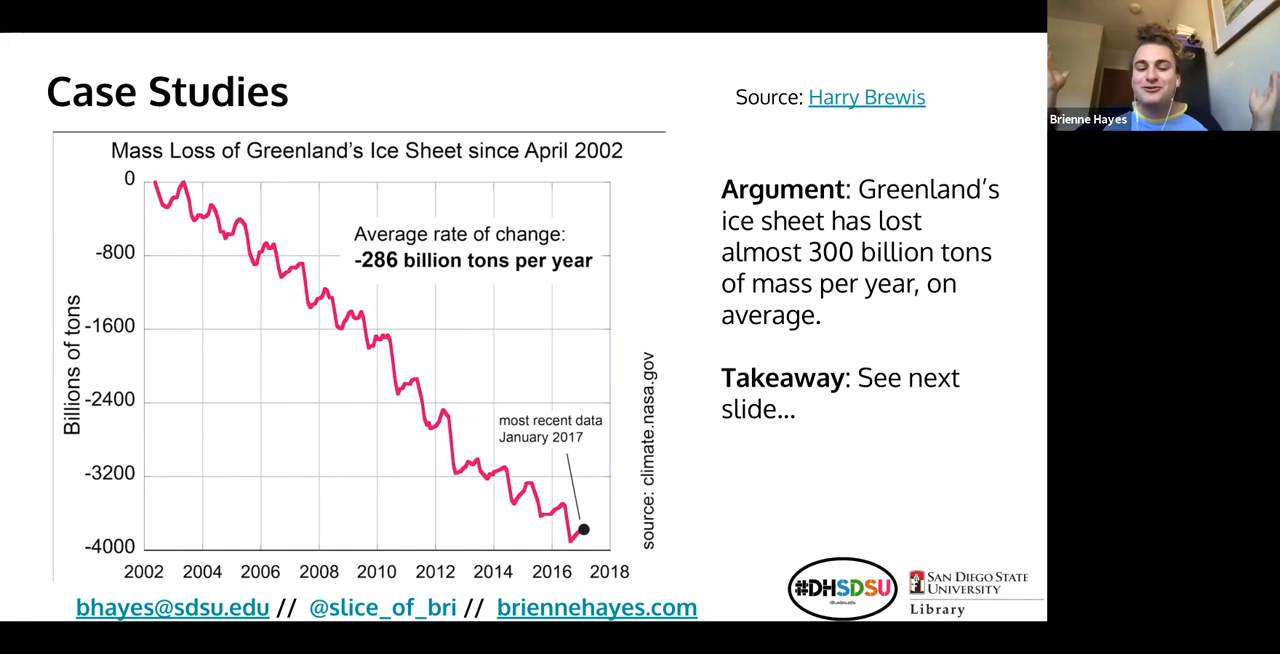 Case Studies
Source: Harry Brewis
Mass Loss of Greenland's Ice Sheet since April 2002
0
-800
-1600
-2400
-3200
-4000
Billions of tons
Average rate of change:
-286 billion tons per year
most recent data
January 2017
source: climate.nasa.gov
2002 2004 2006 2008 2010 2012 2014 2016 2018
Argument: Greenland's
ice sheet has lost
almost 300 billion tons
of mass per year, on
average.
Takeaway: See next
slide...
bhayes@sdsu.edu // @slice_of_bri // briennehayes.com
#DHSDSU
SAN DIEGO STATE
UNIVERSITY
Library
Brienne Hayes